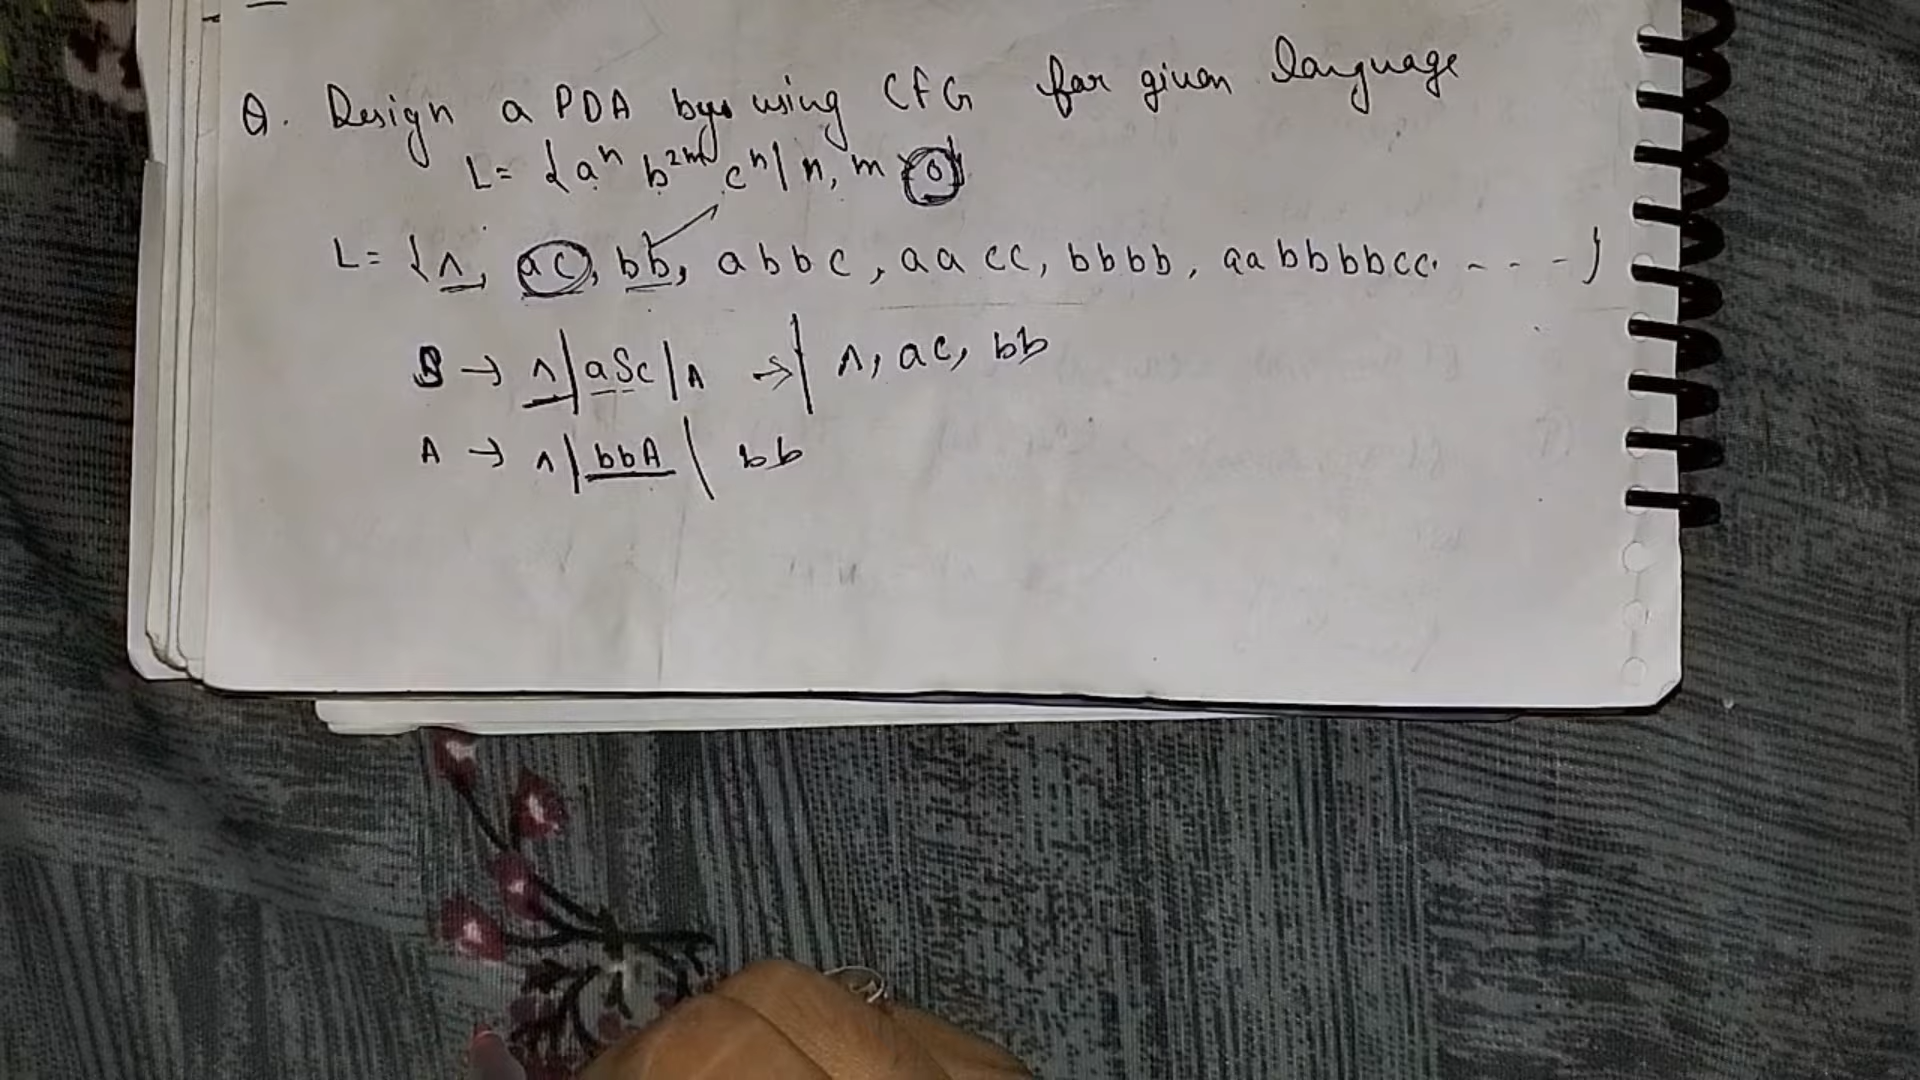 Q. Design a PDA by using CFG for given language
L = { aⁿ b²ᵐ cⁿ | n, m 0
L = { ʌ, ac, bb, abbc, aacc, bbbb, aabbbbcc. - - - }
S → ʌ | aSc | A → | ʌ, ac, bb
A → ʌ | bbA | bb